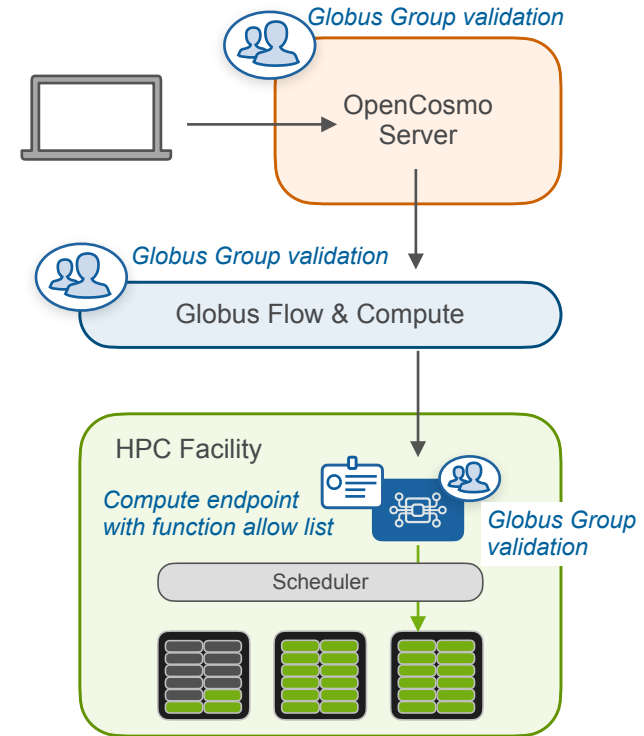 Globus Group validation
OpenCosmo
Server
Globus Group validation
Globus Flow & Compute
HPC Facility
Compute endpoint
with function allow list
Globus Group
validation
Scheduler